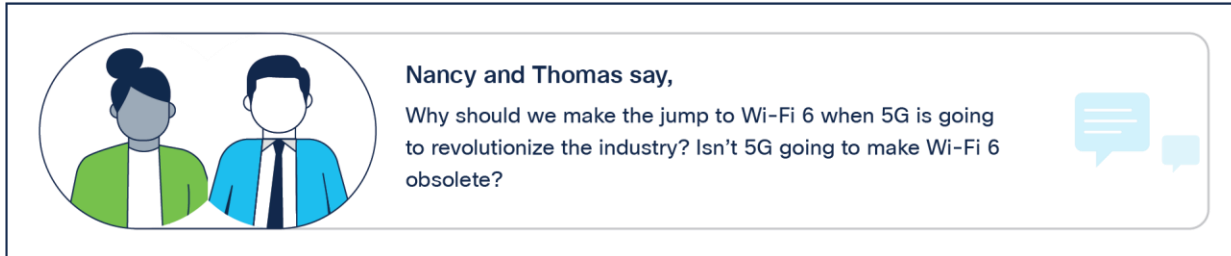 Nancy and Thomas say,
Why should we make the jump to Wi-Fi 6 when 5G is going
to revolutionize the industry? Isn’t 5G going to make Wi-Fi 6
obsolete?